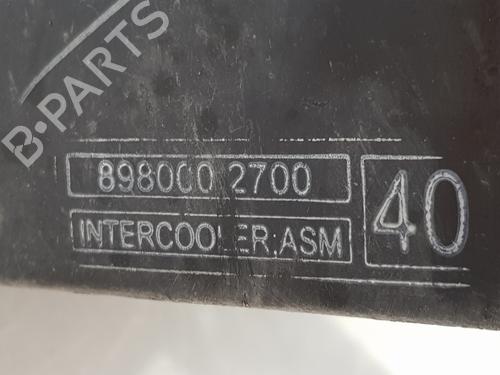 B-PARTS
898000 2700
INTERCOOLER;ASM
40